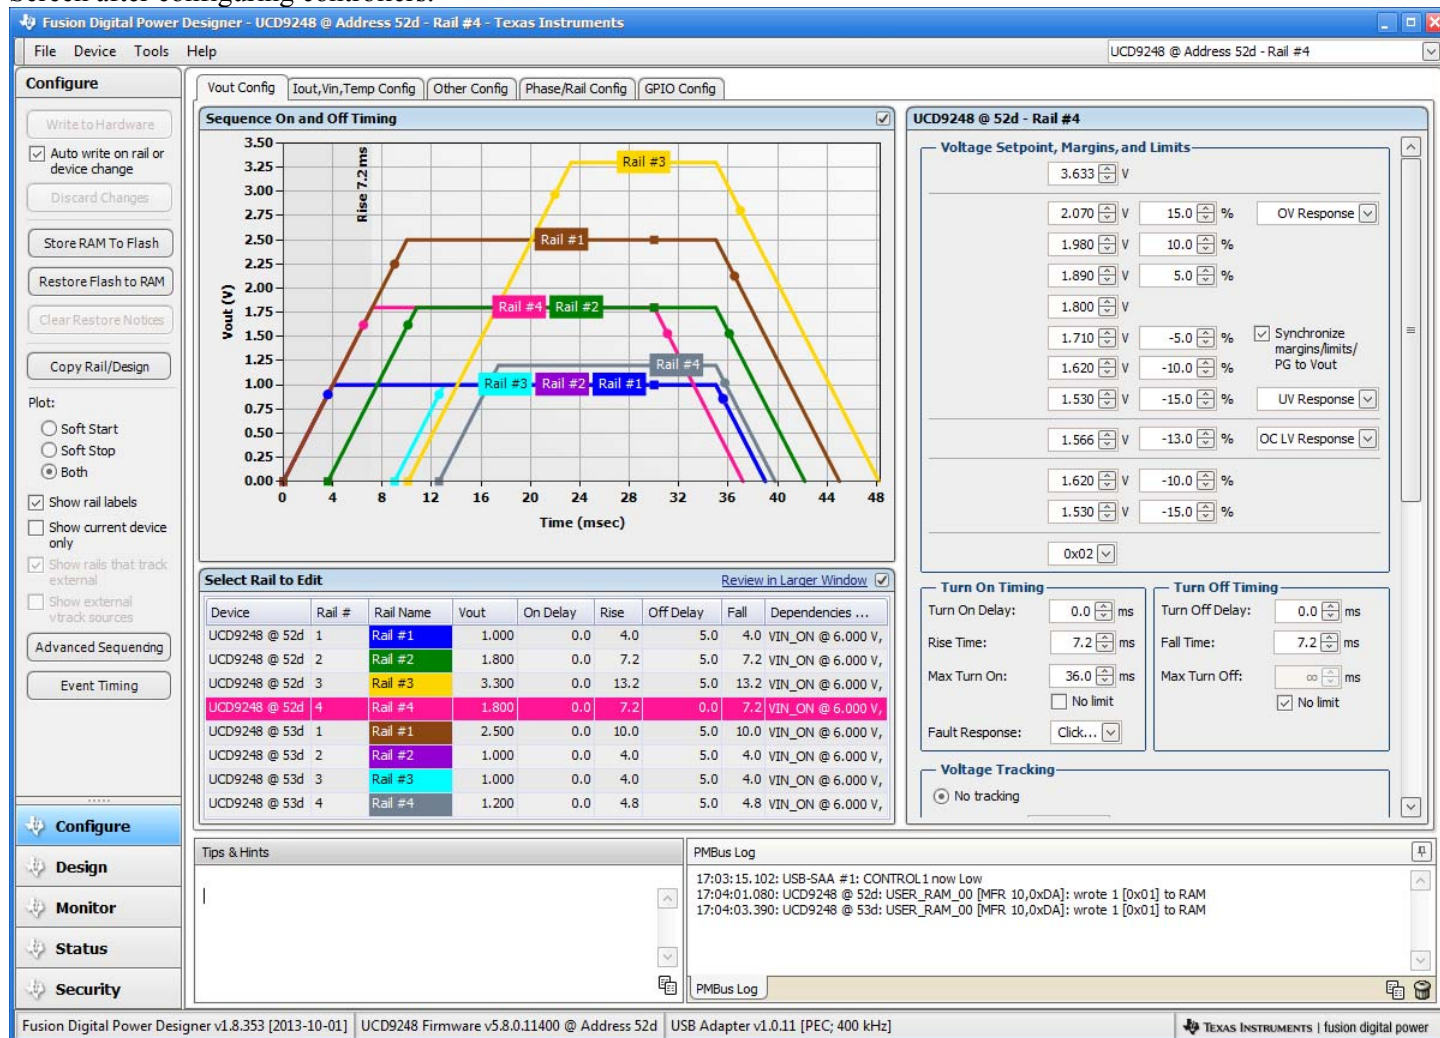 Screen after configuring controllers:
Fusion Digital Power Designer - UCD9248 @ Address 52d - Rail #4 - Texas Instruments
File Device Tools Help
UCD9248 @ Address 52d - Rail #4
Configure
Write to Hardware
Auto write on rail or
device change
Discard Changes
Store RAM To Flash
Restore Flash to RAM
Clear Restore Notices
Copy Rail/Design
Plot:
Soft Start
Soft Stop
Both
Show rail labels
Show current device
only
Show rails that track
external
Show external
vtrack sources
Advanced Sequencing
Event Timing
Configure
Design
Monitor
Status
Security
Vout Config Iout,Vin,Temp Config Other Config Phase/Rail Config GPIO Config
Sequence On and Off Timing
Vout (V)
3.50
3.25
3.00
2.75
2.50
2.25
2.00
1.75
1.50
1.25
1.00
0.75
0.50
0.25
0.00
Rise 7.2 ms
Rail #3
Rail #1
Rail #4 Rail #2
Rail #4
Rail #3 Rail #2 Rail #1
0 4 8 12 16 20 24 28 32 36 40 44 48
Time (msec)
Select Rail to Edit Review in Larger Window
Device Rail # Rail Name Vout On Delay Rise Off Delay Fall Dependencies ...
UCD9248 @ 52d 1 Rail #1 1.000 0.0 4.0 5.0 4.0 VIN_ON @ 6.000 V,
UCD9248 @ 52d 2 Rail #2 1.800 0.0 7.2 5.0 7.2 VIN_ON @ 6.000 V,
UCD9248 @ 52d 3 Rail #3 3.300 0.0 13.2 5.0 13.2 VIN_ON @ 6.000 V,
UCD9248 @ 52d 4 Rail #4 1.800 0.0 7.2 0.0 7.2 VIN_ON @ 6.000 V,
UCD9248 @ 53d 1 Rail #1 2.500 0.0 10.0 5.0 10.0 VIN_ON @ 6.000 V,
UCD9248 @ 53d 2 Rail #2 1.000 0.0 4.0 5.0 4.0 VIN_ON @ 6.000 V,
UCD9248 @ 53d 3 Rail #3 1.000 0.0 4.0 5.0 4.0 VIN_ON @ 6.000 V,
UCD9248 @ 53d 4 Rail #4 1.200 0.0 4.8 5.0 4.8 VIN_ON @ 6.000 V,
UCD9248 @ 52d - Rail #4
Voltage Setpoint, Margins, and Limits
3.633 V
2.070 V 15.0 % OV Response
1.980 V 10.0 %
1.890 V 5.0 %
1.800 V
1.710 V -5.0 % Synchronize
margins/limits/
PG to Vout
1.620 V -10.0 %
1.530 V -15.0 % UV Response
1.566 V -13.0 % OC LV Response
1.620 V -10.0 %
1.530 V -15.0 %
0x02
Turn On Timing
Turn On Delay: 0.0 ms
Rise Time: 7.2 ms
Max Turn On: 36.0 ms
No limit
Fault Response: Click...
Turn Off Timing
Turn Off Delay: 0.0 ms
Fall Time: 7.2 ms
Max Turn Off: ∞ ms
No limit
Voltage Tracking
No tracking
Tips & Hints
PMBus Log
17:03:15.102: USB-SAA #1: CONTROL1 now Low
17:04:01.080: UCD9248 @ 52d: USER_RAM_00 [MFR 10,0xDA]: wrote 1 [0x01] to RAM
17:04:03.390: UCD9248 @ 53d: USER_RAM_00 [MFR 10,0xDA]: wrote 1 [0x01] to RAM
PMBus Log
Fusion Digital Power Designer v1.8.353 [2013-10-01] UCD9248 Firmware v5.8.0.11400 @ Address 52d USB Adapter v1.0.11 [PEC; 400 kHz] TEXAS INSTRUMENTS | fusion digital power